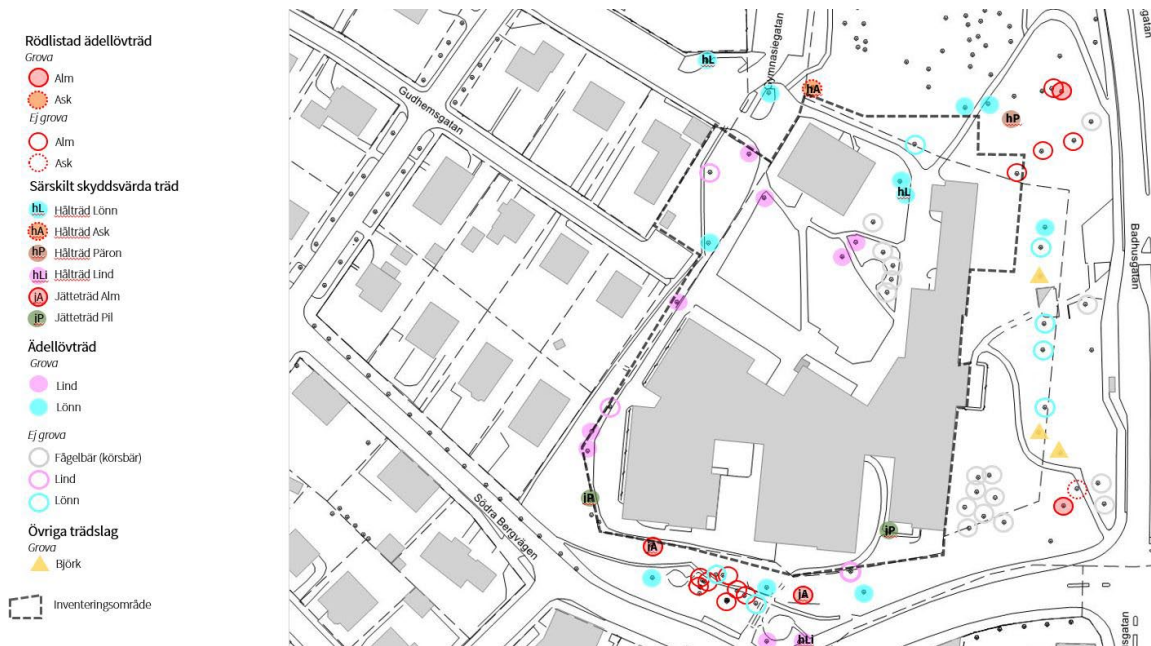 Rödlistad ädellövträd
Grova
Alm
Ask
Ej grova
Alm
Ask
Särskilt skyddsvärda träd
hL Hålträd Lönn
hA Hålträd Ask
hP Hålträd Päron
hLi Hålträd Lind
jA Jätteträd Alm
jP Jätteträd Pil
Ädellövträd
Grova
Lind
Lönn
Ej grova
Fågelbär (körsbär)
Lind
Lönn
Övriga trädslag
Grova
Björk
Inventeringsområde
hL
hA
hP
hL
jP
jP
jA
jA
hLi
Gudhemsgatan
Södra Bergvägen
Badhusgatan